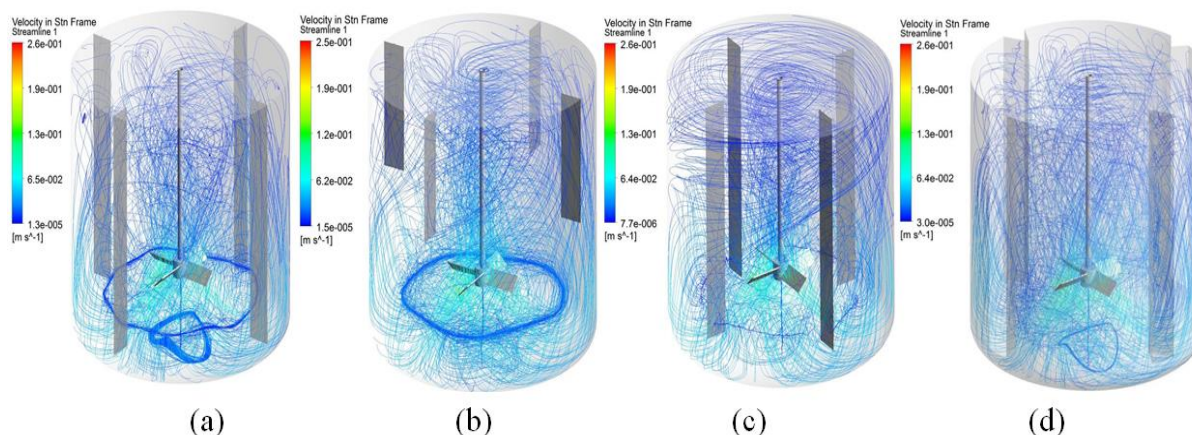 Velocity in Stn Frame
Streamline 1
2.6e-001
1.9e-001
1.3e-001
6.5e-002
1.3e-005
[m s^-1]
(a)
Velocity in Stn Frame
Streamline 1
2.5e-001
1.9e-001
1.2e-001
6.2e-002
1.5e-005
[m s^-1]
(b)
Velocity in Stn Frame
Streamline 1
2.6e-001
1.9e-001
1.3e-001
6.4e-002
7.7e-006
[m s^-1]
(c)
Velocity in Stn Frame
Streamline 1
2.6e-001
1.9e-001
1.3e-001
6.4e-002
3.0e-005
[m s^-1]
(d)